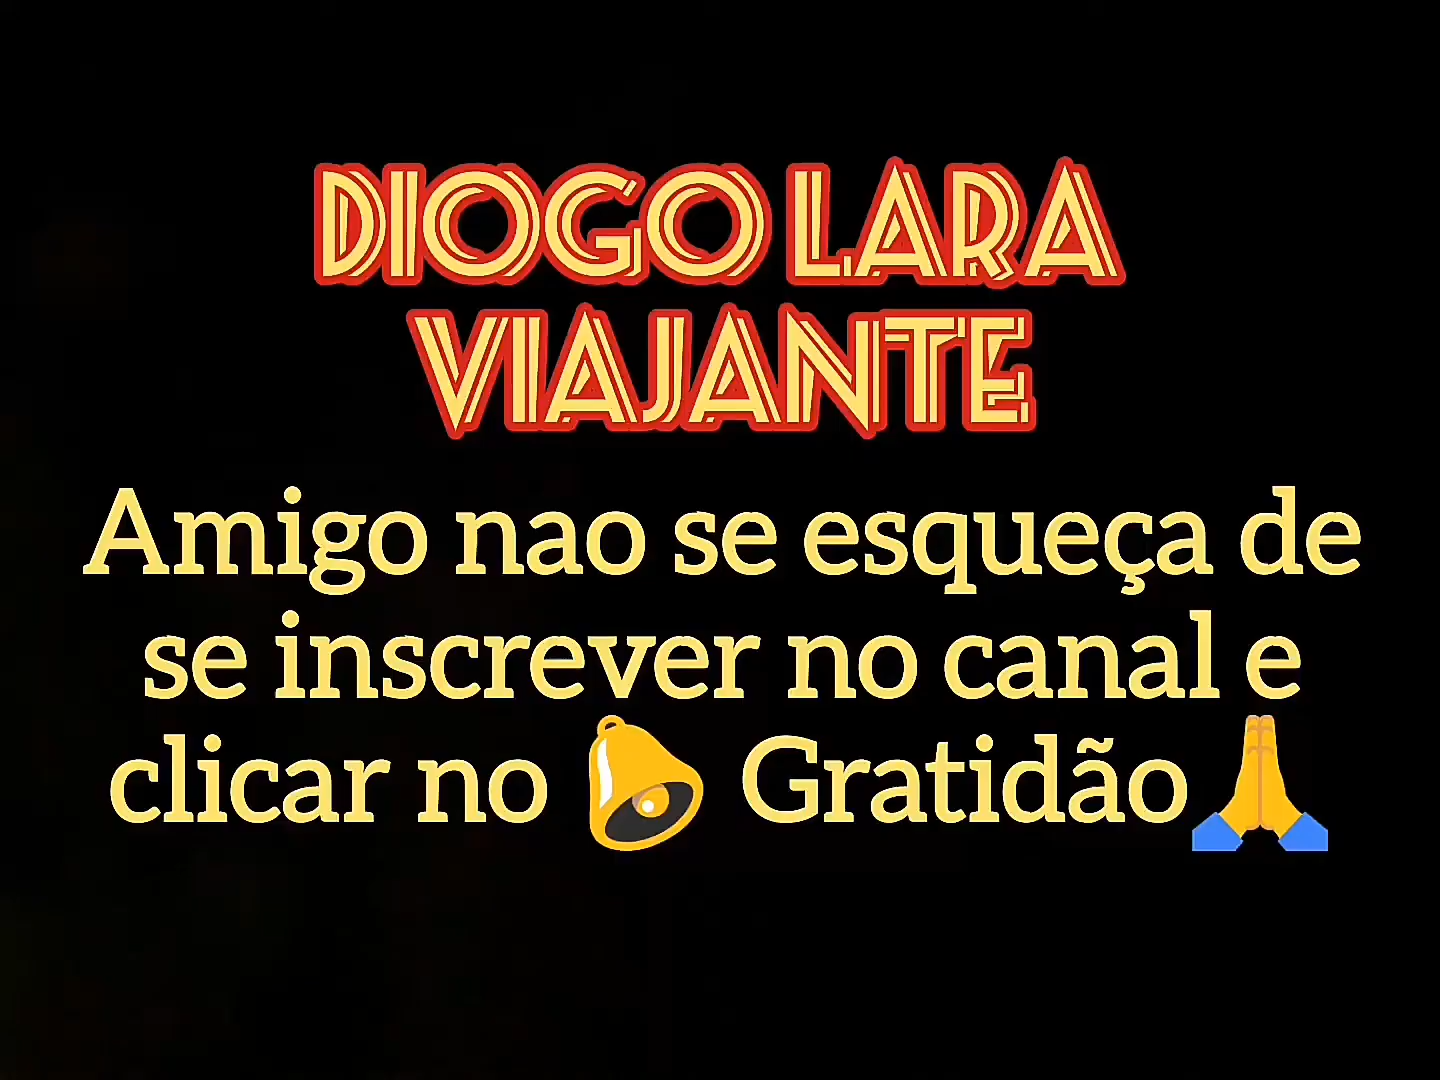 DIOGO LARA
VIAJANTE
Amigo nao se esqueça de
se inscrever no canal e
clicar no 🔔 Gratidão🙏